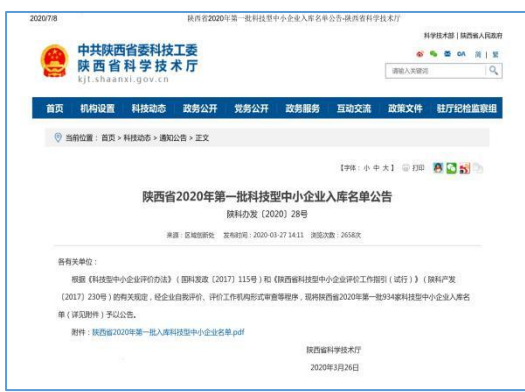 2020/7/8 陕西省2020年第一批科技型中小企业入库名单公告-陕西省科学技术厅
科学技术部 | 陕西省人民政府
中共陕西省委科技工委
陕西省科学技术厅
kjt.shaanxi.gov.cn
OA 简 | 繁
请输入关键词
首页 机构设置 科技动态 政务公开 党务公开 政务服务 互动交流 政策文件 驻厅纪检监察组
当前位置：首页 > 科技动态 > 通知公告 > 正文
【字体：小 中 大】 打印
陕西省2020年第一批科技型中小企业入库名单公告
陕科办发〔2020〕28号
来源：区域创新处 发布时间：2020-03-27 14:11 浏览次数：2658次
各有关单位：
根据《科技型中小企业评价办法》（国科发政〔2017〕115号）和《陕西省科技型中小企业评价工作指引（试行）》（陕科产发
〔2017〕230号）的有关规定，经企业自我评价、评价工作机构形式审查等程序，现将陕西省2020年第一批934家科技型中小企业入库名
单（详见附件）予以公告。
附件：陕西省2020年第一批入库科技型中小企业名单.pdf
陕西省科学技术厅
2020年3月26日